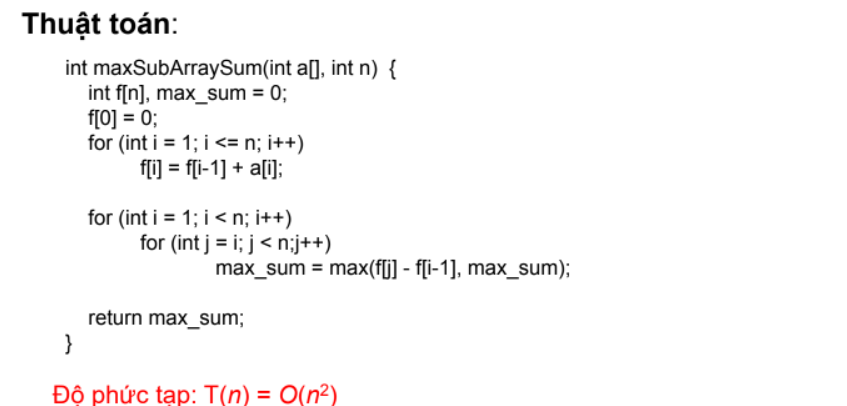 Thuật toán:
int maxSubArraySum(int a[], int n) {
int f[n], max_sum = 0;
f[0] = 0;
for (int i = 1; i <= n; i++)
f[i] = f[i-1] + a[i];
for (int i = 1; i < n; i++)
for (int j = i; j < n;j++)
max_sum = max(f[j] - f[i-1], max_sum);
return max_sum;
}
Độ phức tạp: T(n) = O(n²)